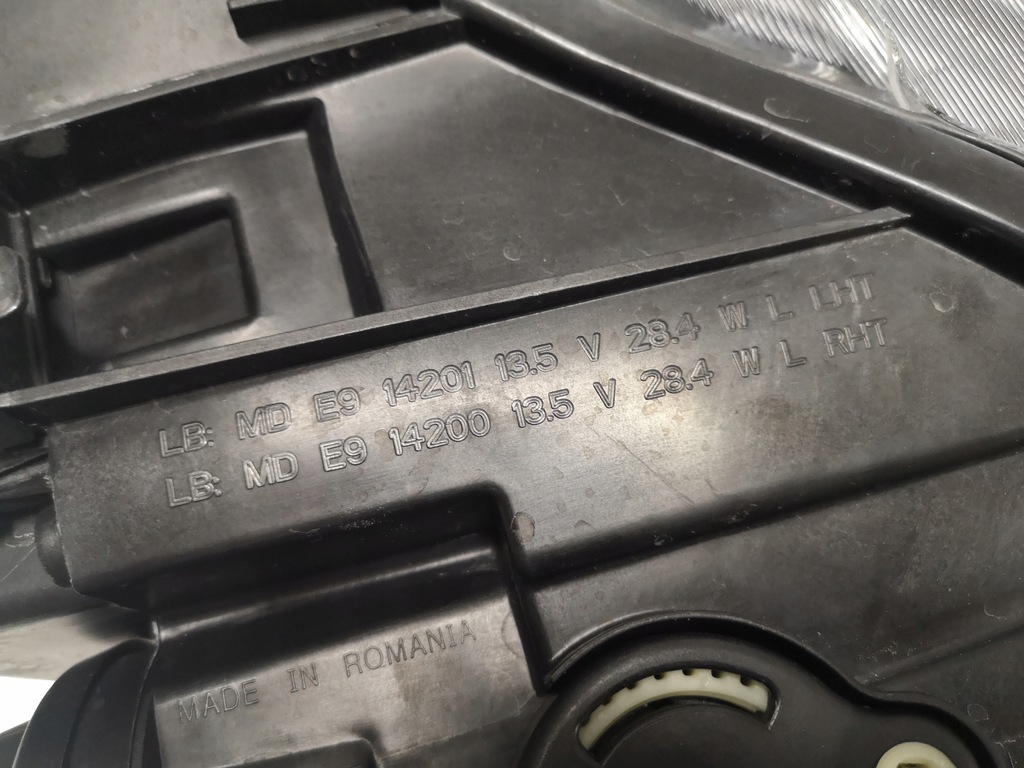 LB: MD E9 14201 13.5 V 28.4 W L LHT
LB: MD E9 14200 13.5 V 28.4 W L RHT
MADE IN ROMANIA